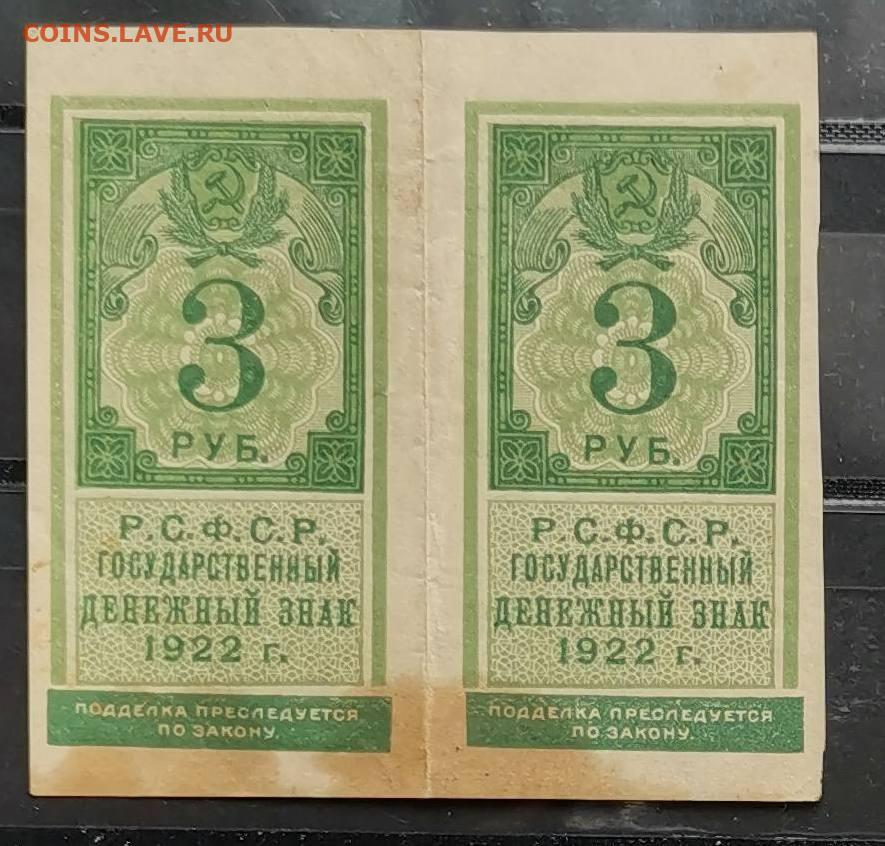 COINS.LAVE.RU
3
РУБ.
Р.С.Ф.С.Р.
ГОСУДАРСТВЕННЫЙ
ДЕНЕЖНЫЙ ЗНАК
1922 г.
ПОДДЕЛКА ПРЕСЛЕДУЕТСЯ
ПО ЗАКОНУ.
3
РУБ.
Р.С.Ф.С.Р.
ГОСУДАРСТВЕННЫЙ
ДЕНЕЖНЫЙ ЗНАК
1922 г.
ПОДДЕЛКА ПРЕСЛЕДУЕТСЯ
ПО ЗАКОНУ.